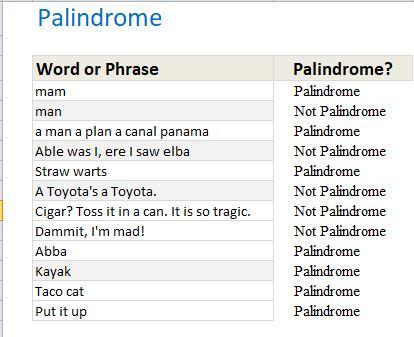 Palindrome
Word or Phrase Palindrome?
mam Palindrome
man Not Palindrome
a man a plan a canal panama Palindrome
Able was I, ere I saw elba Not Palindrome
Straw warts Palindrome
A Toyota's a Toyota. Not Palindrome
Cigar? Toss it in a can. It is so tragic. Not Palindrome
Dammit, I'm mad! Not Palindrome
Abba Palindrome
Kayak Palindrome
Taco cat Palindrome
Put it up Palindrome